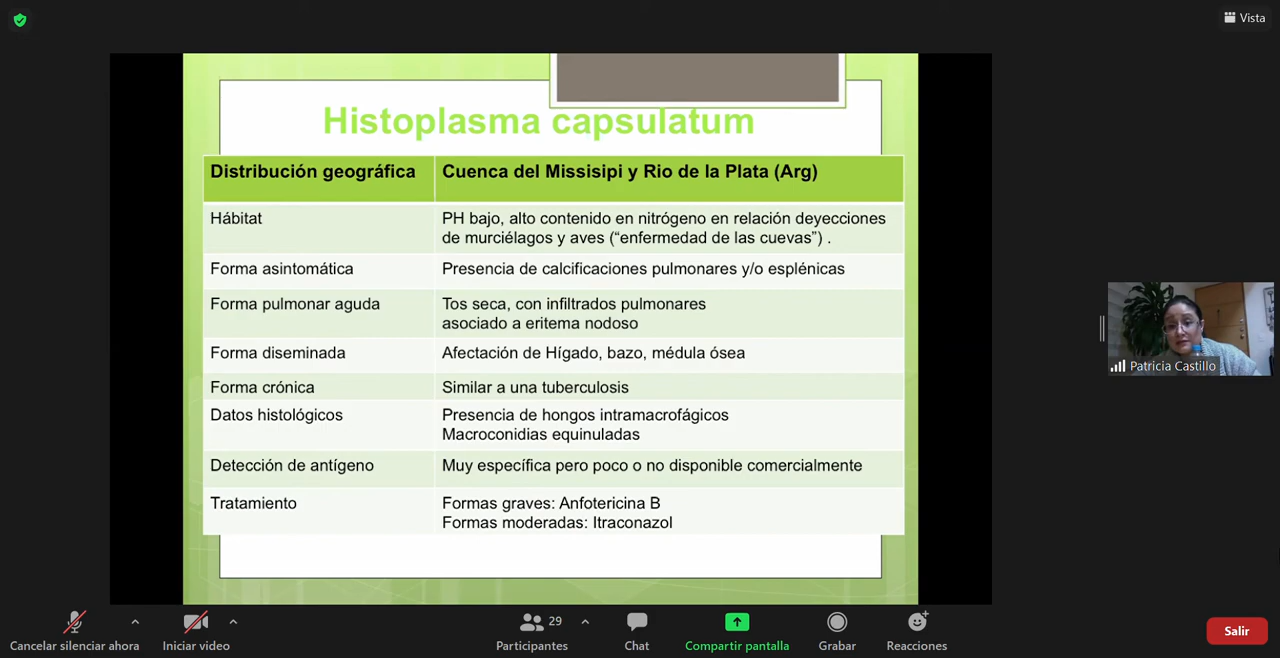 Vista
Histoplasma capsulatum
Distribución geográfica
Cuenca del Missisipi y Rio de la Plata (Arg)
Hábitat
PH bajo, alto contenido en nitrógeno en relación deyecciones
de murciélagos y aves (“enfermedad de las cuevas”) .
Forma asintomática
Presencia de calcificaciones pulmonares y/o esplénicas
Forma pulmonar aguda
Tos seca, con infiltrados pulmonares
asociado a eritema nodoso
Forma diseminada
Afectación de Hígado, bazo, médula ósea
Forma crónica
Similar a una tuberculosis
Datos histológicos
Presencia de hongos intramacrofágicos
Macroconidias equinuladas
Detección de antígeno
Muy específica pero poco o no disponible comercialmente
Tratamiento
Formas graves: Anfotericina B
Formas moderadas: Itraconazol
Patricia Castillo
Cancelar silenciar ahora
Iniciar video
29
Participantes
Chat
Compartir pantalla
Grabar
Reacciones
Salir